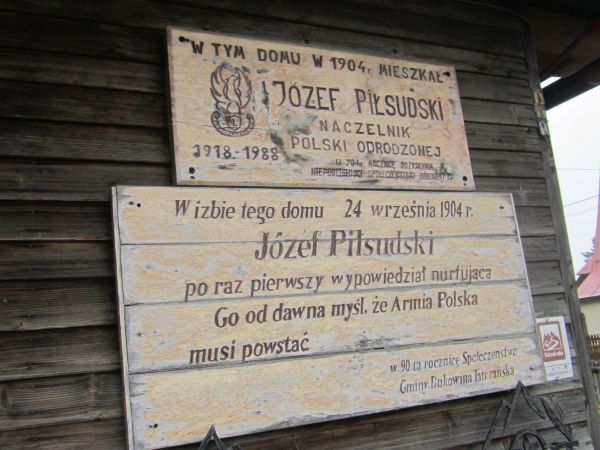 W TYM DOMU W 1904 r. MIESZKAŁ
JÓZEF PIŁSUDSKI
NACZELNIK
POLSKI ODRODZONEJ
1918-1988
W 70-tą ROCZNICĘ ODZYSKANIA
NIEPODLEGŁOŚCI-SPOŁECZEŃSTWO
W izbie tego domu 24 września 1904 r.
Józef Piłsudski
po raz pierwszy wypowiedział nurtującą
Go od dawna myśl. że Armia Polska
musi powstać
w 90 tą rocznicę Społeczeństwo
Gminy Bukowina Tatrzańska